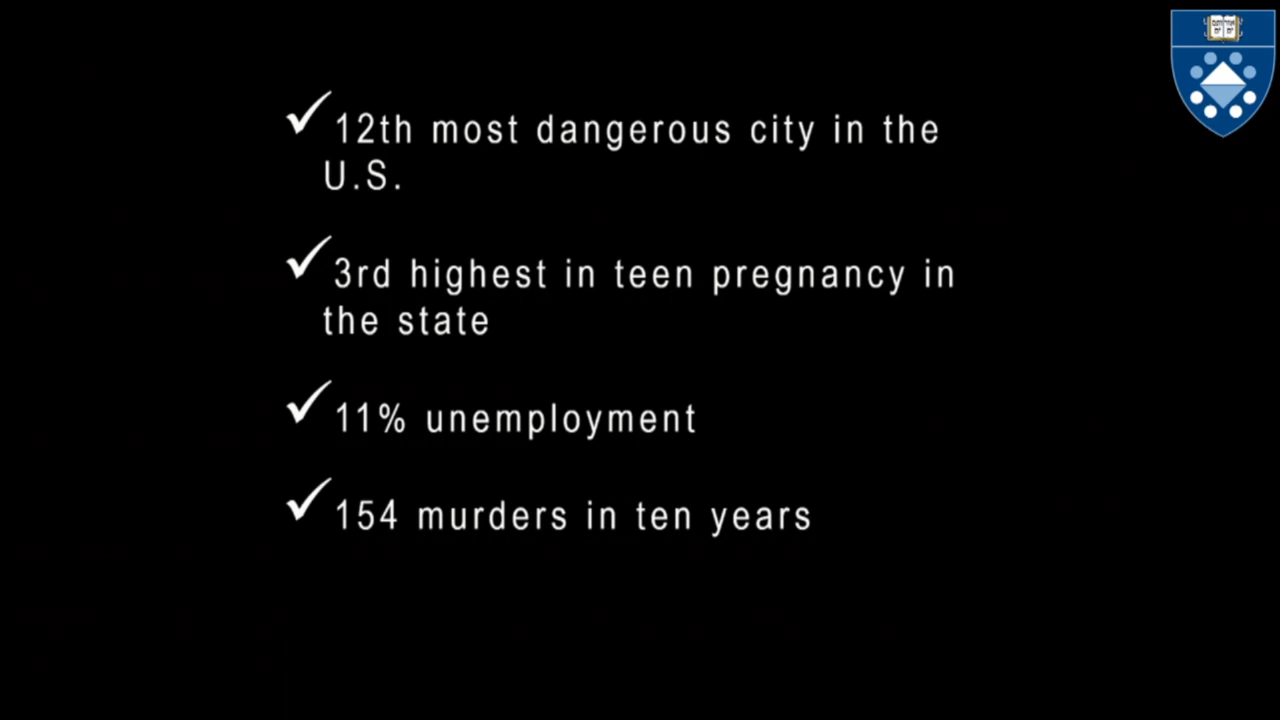 ✓12th most dangerous city in the
U.S.
✓3rd highest in teen pregnancy in
the state
✓11% unemployment
✓154 murders in ten years